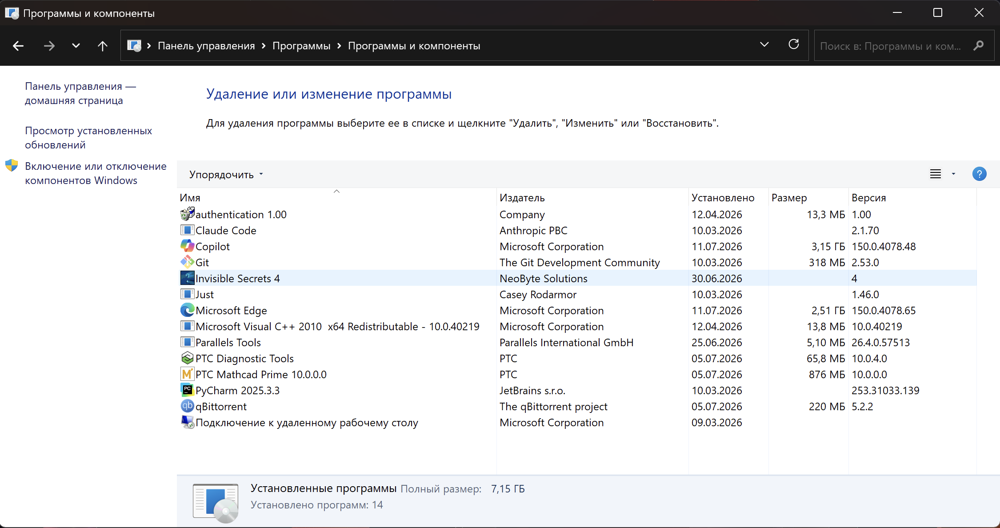 Программы и компоненты
Панель управления Программы Программы и компоненты
Поиск в: Программы и ком...
Панель управления —
домашняя страница
Просмотр установленных
обновлений
Включение или отключение
компонентов Windows
Удаление или изменение программы
Для удаления программы выберите ее в списке и щелкните "Удалить", "Изменить" или "Восстановить".
Упорядочить
Имя Издатель Установлено Размер Версия
authentication 1.00 Company 12.04.2026 13,3 МБ 1.00
Claude Code Anthropic PBC 10.03.2026 2.1.70
Copilot Microsoft Corporation 11.07.2026 3,15 ГБ 150.0.4078.48
Git The Git Development Community 10.03.2026 318 МБ 2.53.0
Invisible Secrets 4 NeoByte Solutions 30.06.2026 4
Just Casey Rodarmor 10.03.2026 1.46.0
Microsoft Edge Microsoft Corporation 11.07.2026 2,51 ГБ 150.0.4078.65
Microsoft Visual C++ 2010  x64 Redistributable - 10.0.40219 Microsoft Corporation 12.04.2026 13,8 МБ 10.0.40219
Parallels Tools Parallels International GmbH 25.06.2026 5,10 МБ 26.4.0.57513
PTC Diagnostic Tools PTC 05.07.2026 65,8 МБ 10.0.4.0
PTC Mathcad Prime 10.0.0.0 PTC 05.07.2026 876 МБ 10.0.0.0
PyCharm 2025.3.3 JetBrains s.r.o. 10.03.2026 253.31033.139
qBittorrent The qBittorrent project 05.07.2026 220 МБ 5.2.2
Подключение к удаленному рабочему столу Microsoft Corporation 09.03.2026
Установленные программы Полный размер: 7,15 ГБ
Установлено программ: 14